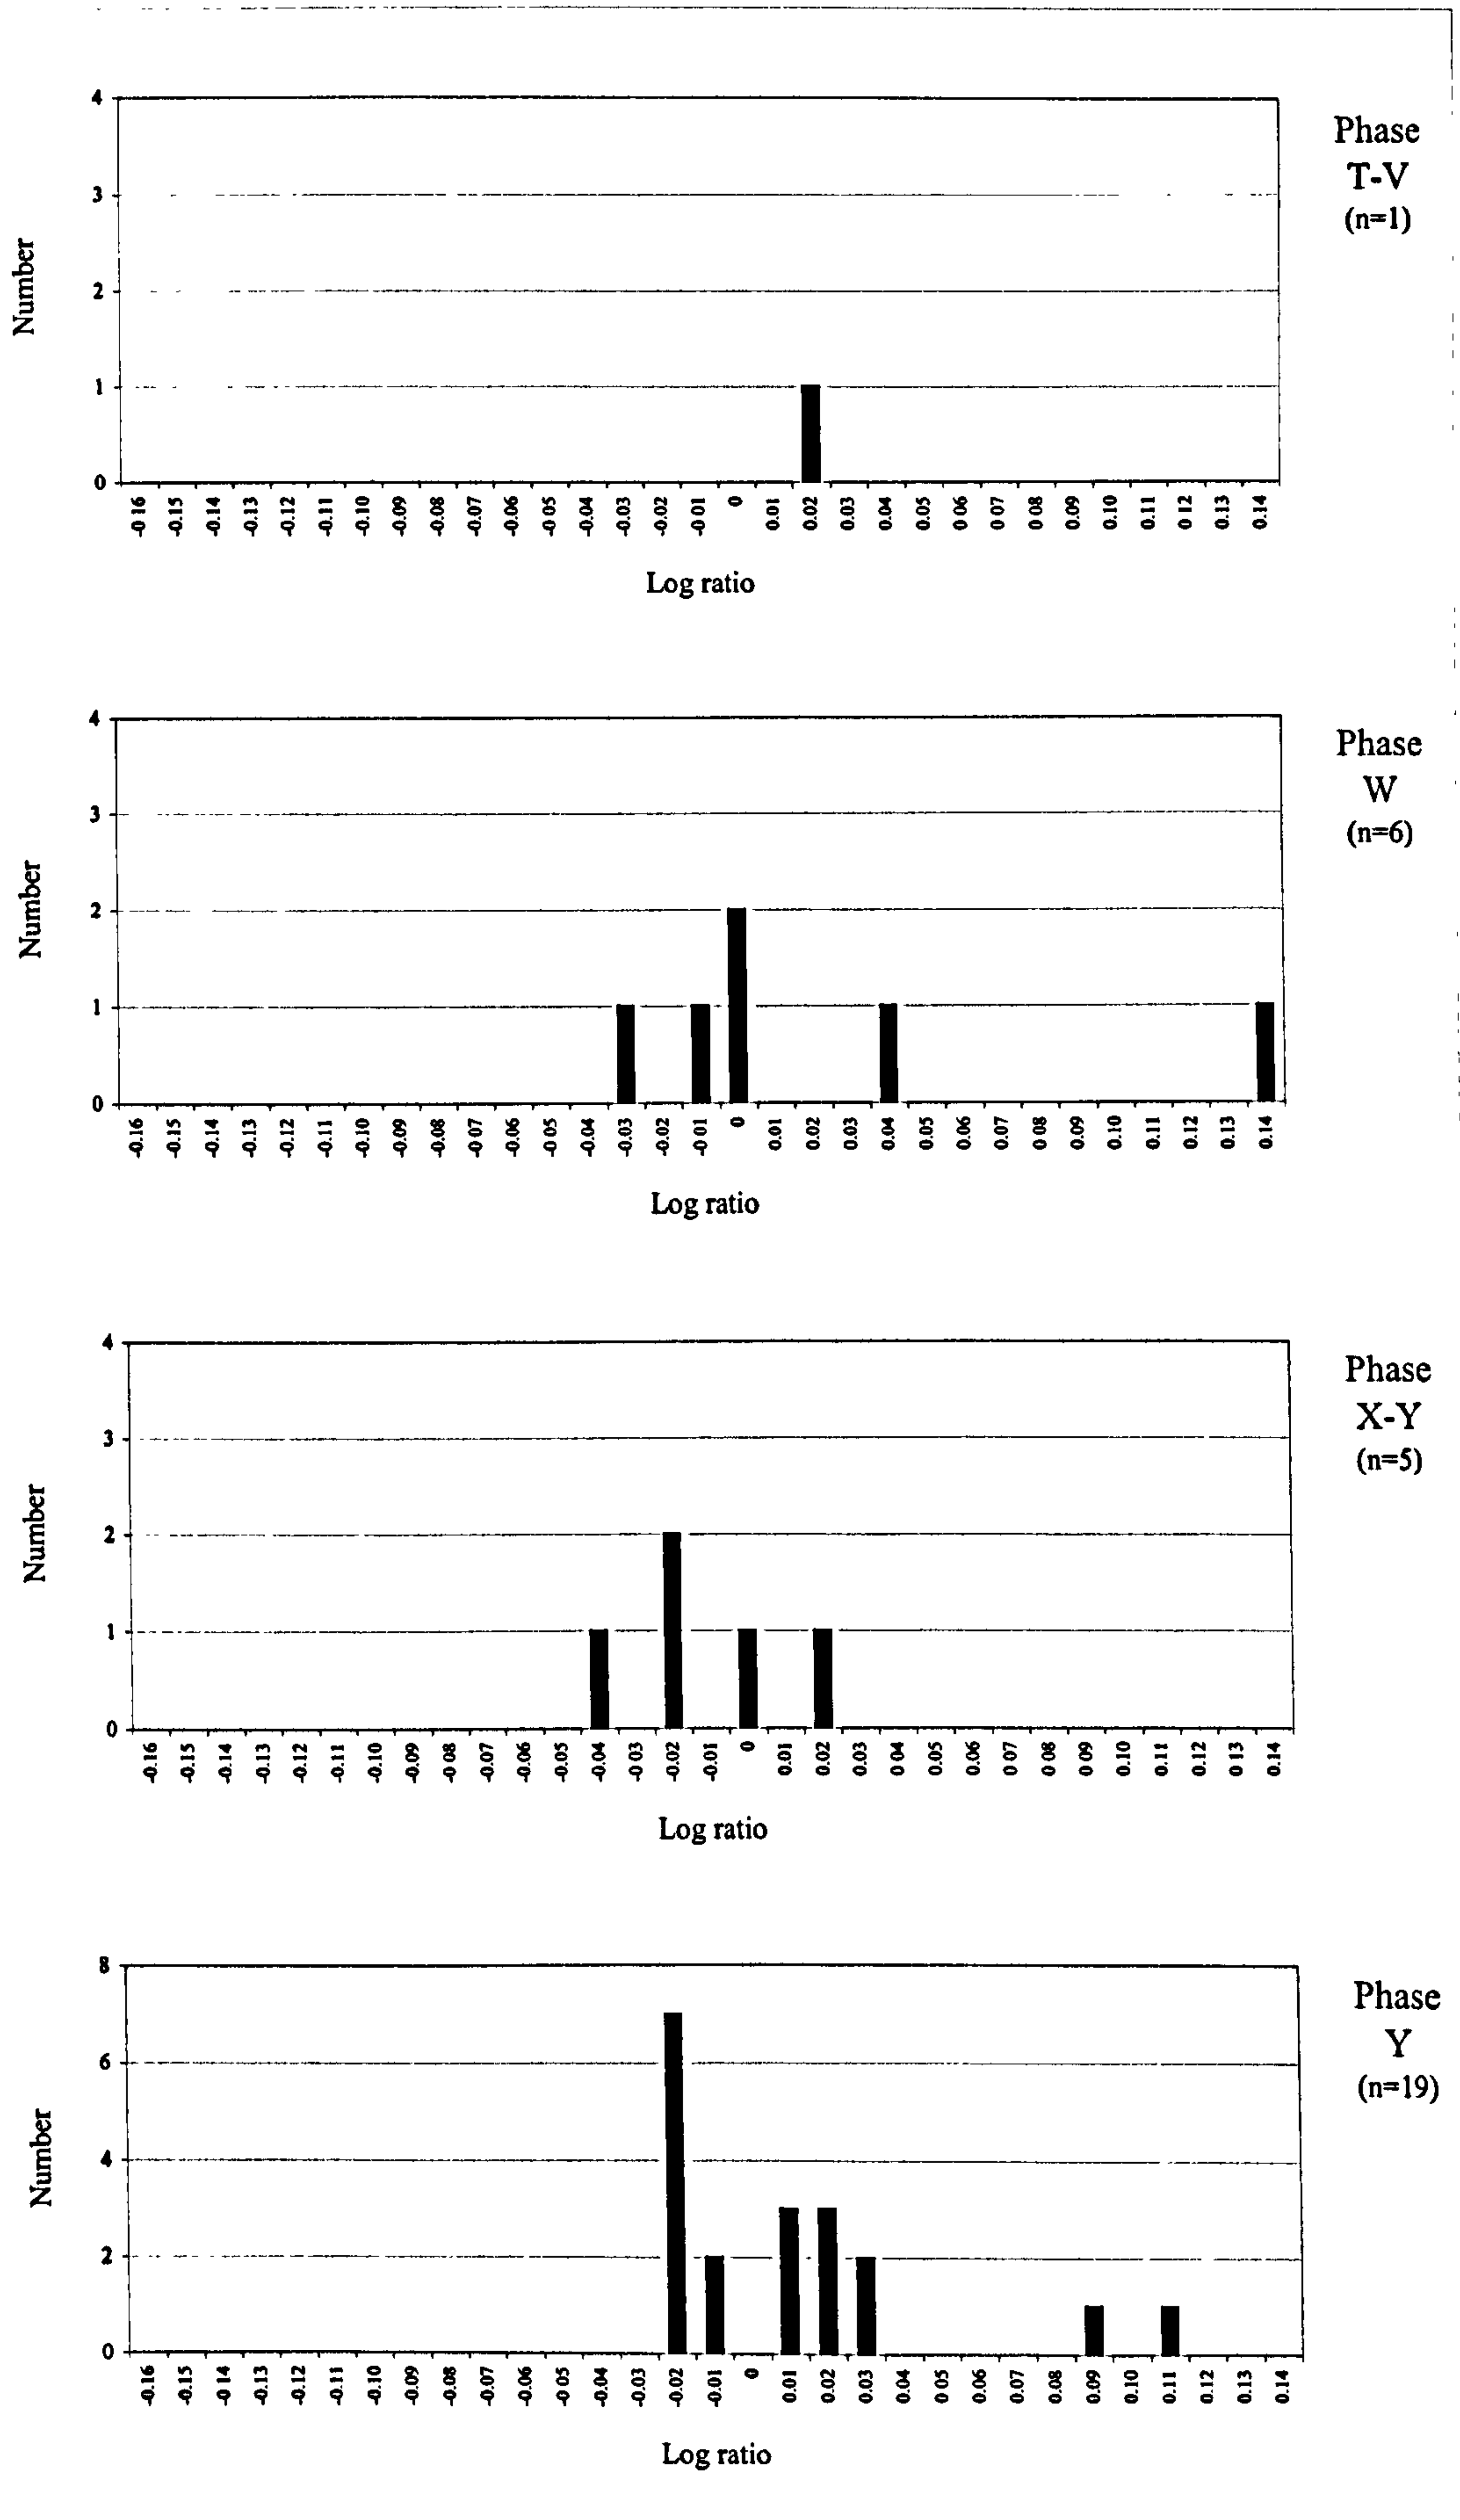 Phase
T-V
(n=1)
Number
4
3
2
1
0
-0 16 -0.15 -0.14 -0.13 -0.12 -0.11 -0.10 -0.09 -0.08 -0.07 -0.06 -0.05 -0.04 -0.03 -0.02 -0 01 0 0.01 0.02 0.03 0.04 0.05 0.06 0.07 0 08 0.09 0.10 0.11 0 12 0.13 0.14
Log ratio
Phase
W
(n=6)
Number
4
3
2
1
0
-0.16 -0.15 -0.14 -0.13 -0.12 -0.11 -0.10 -0.09 -0.08 -0.07 -0.06 -0.05 -0.04 -0.03 -0.02 -0.01 0 0.01 0.02 0.03 0.04 0.05 0.06 0.07 0 08 0.09 0.10 0.11 0.12 0.13 0.14
Log ratio
Phase
X-Y
(n=5)
Number
4
3
2
1
0
-0.16 -0.15 -0.14 -0.13 -0.12 -0.11 -0.10 -0.09 -0 08 -0.07 -0.06 -0.05 -0.04 -0 03 -0.02 -0.01 0 0.01 0.02 0.03 0 04 0.05 0.06 0.07 0 08 0 09 0.10 0.11 0.12 0 13 0.14
Log ratio
Phase
Y
(n=19)
Number
8
6
4
2
0
-0.16 -0.15 -0.14 -0.13 -0.12 -0.11 -0.10 -0.09 -0.08 -0.07 -0.06 -0.05 -0.04 -0.03 -0.02 -0.01 0 0.01 0.02 0.03 0.04 0 05 0.06 0.07 0.08 0.09 0.10 0.11 0.12 0.13 0.14
Log ratio